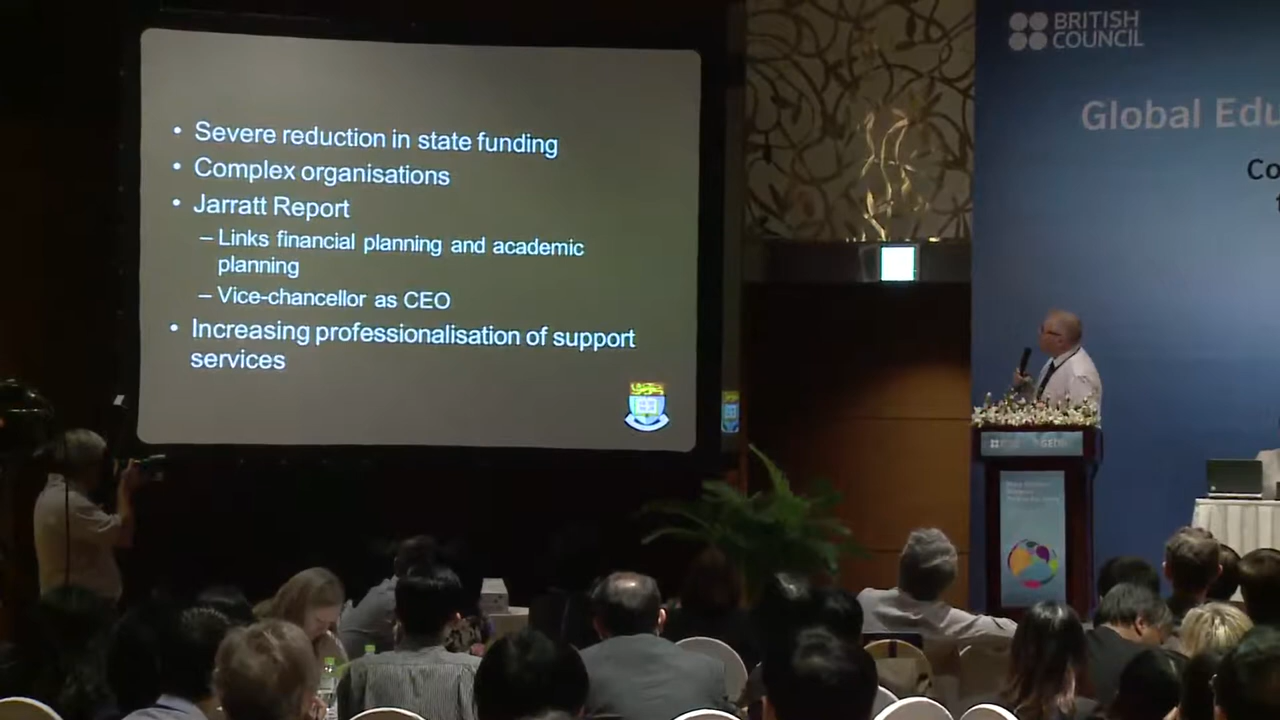 • Severe reduction in state funding
• Complex organisations
• Jarratt Report
– Links financial planning and academic
planning
– Vice-chancellor as CEO
• Increasing professionalisation of support
services
BRITISH
COUNCIL
Global Edu
Co